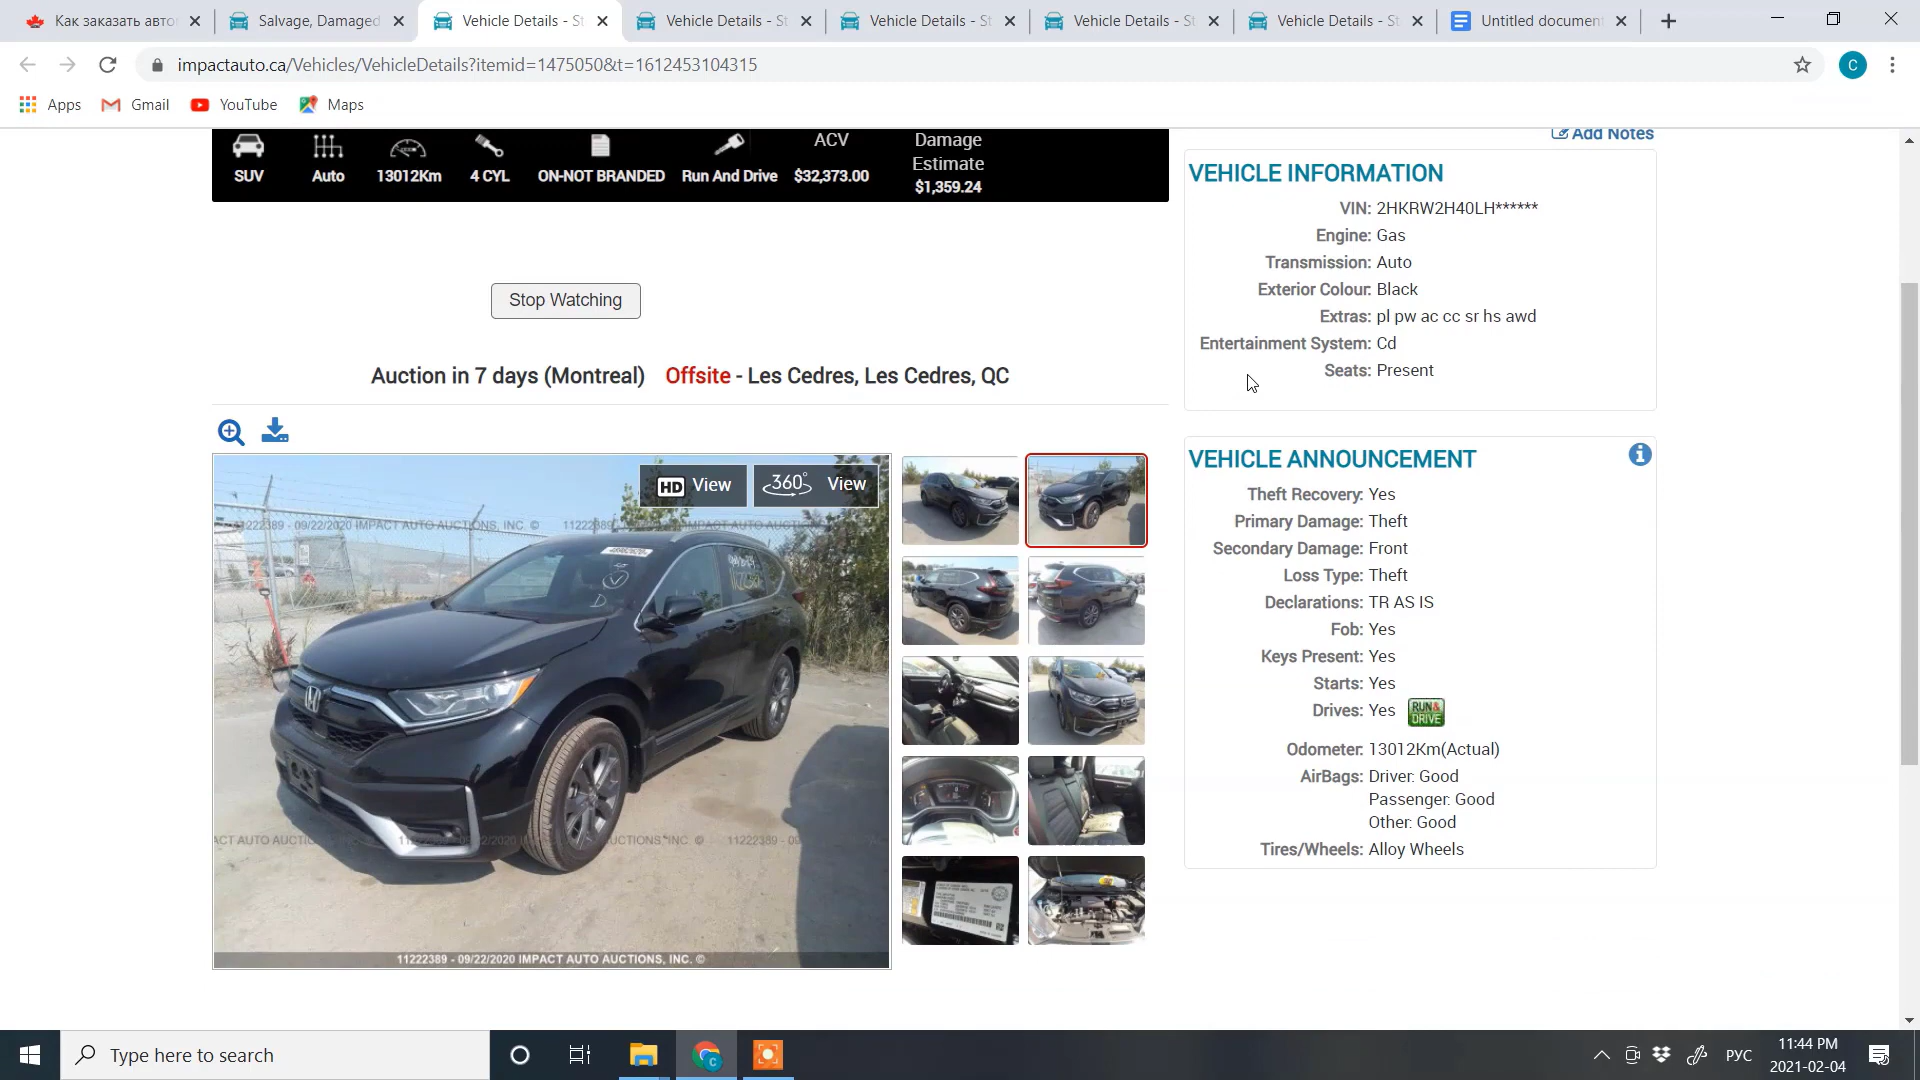 Как заказать авто
Salvage, Damaged
Vehicle Details - St
Vehicle Details - St
Vehicle Details - St
Vehicle Details - St
Vehicle Details - St
Untitled document
impactauto.ca/Vehicles/VehicleDetails?itemid=1475050&t=1612453104315
C
Apps
Gmail
YouTube
Maps
Add Notes
SUV
Auto
13012Km
4 CYL
ON-NOT BRANDED
Run And Drive
ACV
$32,373.00
Damage
Estimate
$1,359.24
VEHICLE INFORMATION
VIN: 2HKRW2H40LH******
Engine: Gas
Transmission: Auto
Exterior Colour: Black
Extras: pl pw ac cc sr hs awd
Entertainment System: Cd
Seats: Present
Stop Watching
Auction in 7 days (Montreal) Offsite - Les Cedres, Les Cedres, QC
HD View
360° View
11222389 - 09/22/2020 IMPACT AUTO AUCTIONS, INC. ©
11222389 - 09/22/2020 IMPACT AUTO AUCTIONS, INC. ©
VEHICLE ANNOUNCEMENT
Theft Recovery: Yes
Primary Damage: Theft
Secondary Damage: Front
Loss Type: Theft
Declarations: TR AS IS
Fob: Yes
Keys Present: Yes
Starts: Yes
Drives: Yes RUN& DRIVE
Odometer: 13012Km(Actual)
AirBags: Driver: Good
Passenger: Good
Other: Good
Tires/Wheels: Alloy Wheels
Type here to search
РУС
11:44 PM
2021-02-04